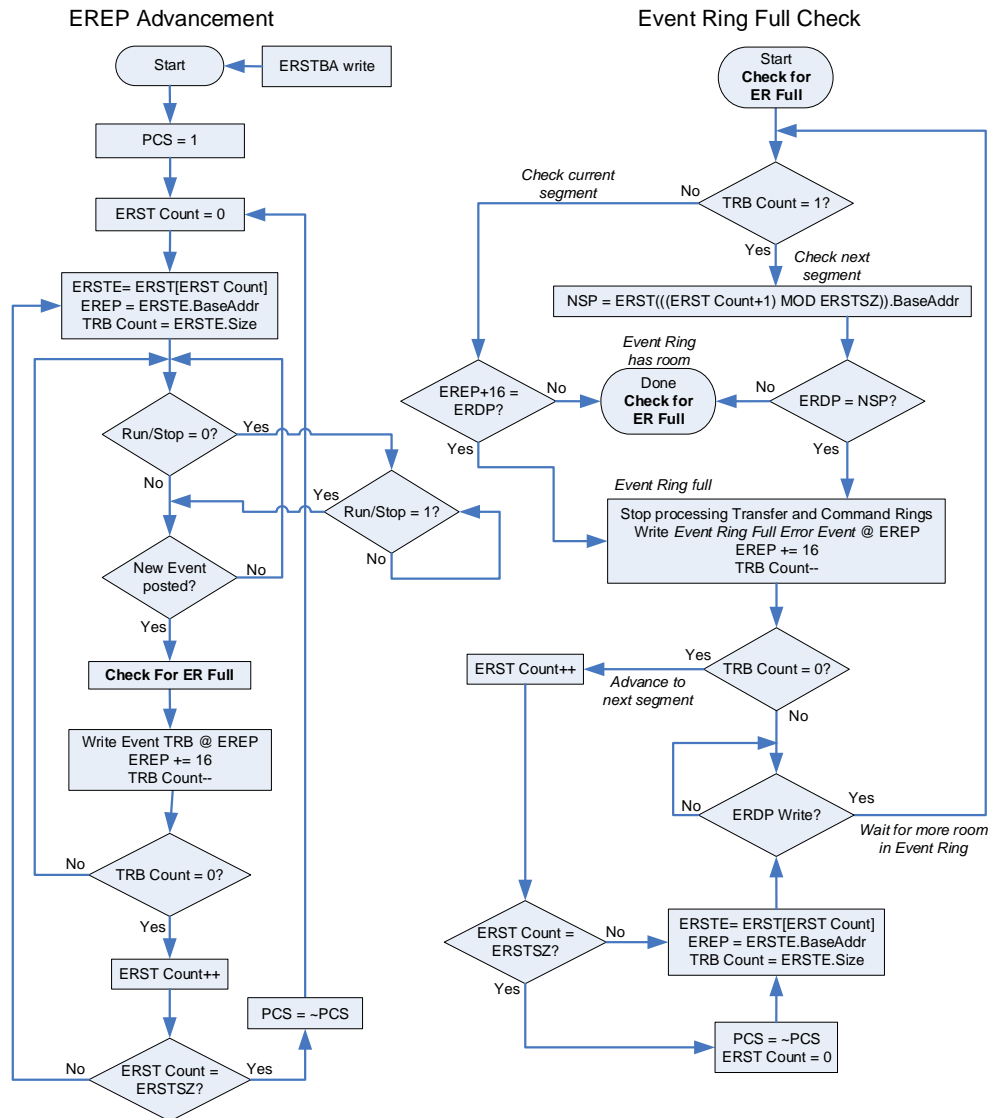 EREP Advancement
Start
ERSTBA write
PCS = 1
ERST Count = 0
ERSTE= ERST[ERST Count]
EREP = ERSTE.BaseAddr
TRB Count = ERSTE.Size
Run/Stop = 0?
Yes
No
Run/Stop = 1?
Yes
No
New Event
posted?
No
Yes
Check For ER Full
Write Event TRB @ EREP
EREP += 16
TRB Count--
TRB Count = 0?
No
Yes
ERST Count++
PCS = ~PCS
ERST Count =
ERSTSZ?
No
Yes
Event Ring Full Check
Start
Check for
ER Full
TRB Count = 1?
No
Check current
segment
Yes
Check next
segment
NSP = ERST(((ERST Count+1) MOD ERSTSZ)).BaseAddr
EREP+16 =
ERDP?
No
Yes
Event Ring
has room
Done
Check for
ER Full
ERDP = NSP?
No
Yes
Event Ring full
Stop processing Transfer and Command Rings
Write Event Ring Full Error Event @ EREP
EREP += 16
TRB Count--
TRB Count = 0?
Yes
Advance to
next segment
No
ERST Count++
ERDP Write?
No
Yes
Wait for more room
in Event Ring
ERST Count =
ERSTSZ?
No
Yes
ERSTE= ERST[ERST Count]
EREP = ERSTE.BaseAddr
TRB Count = ERSTE.Size
PCS = ~PCS
ERST Count = 0